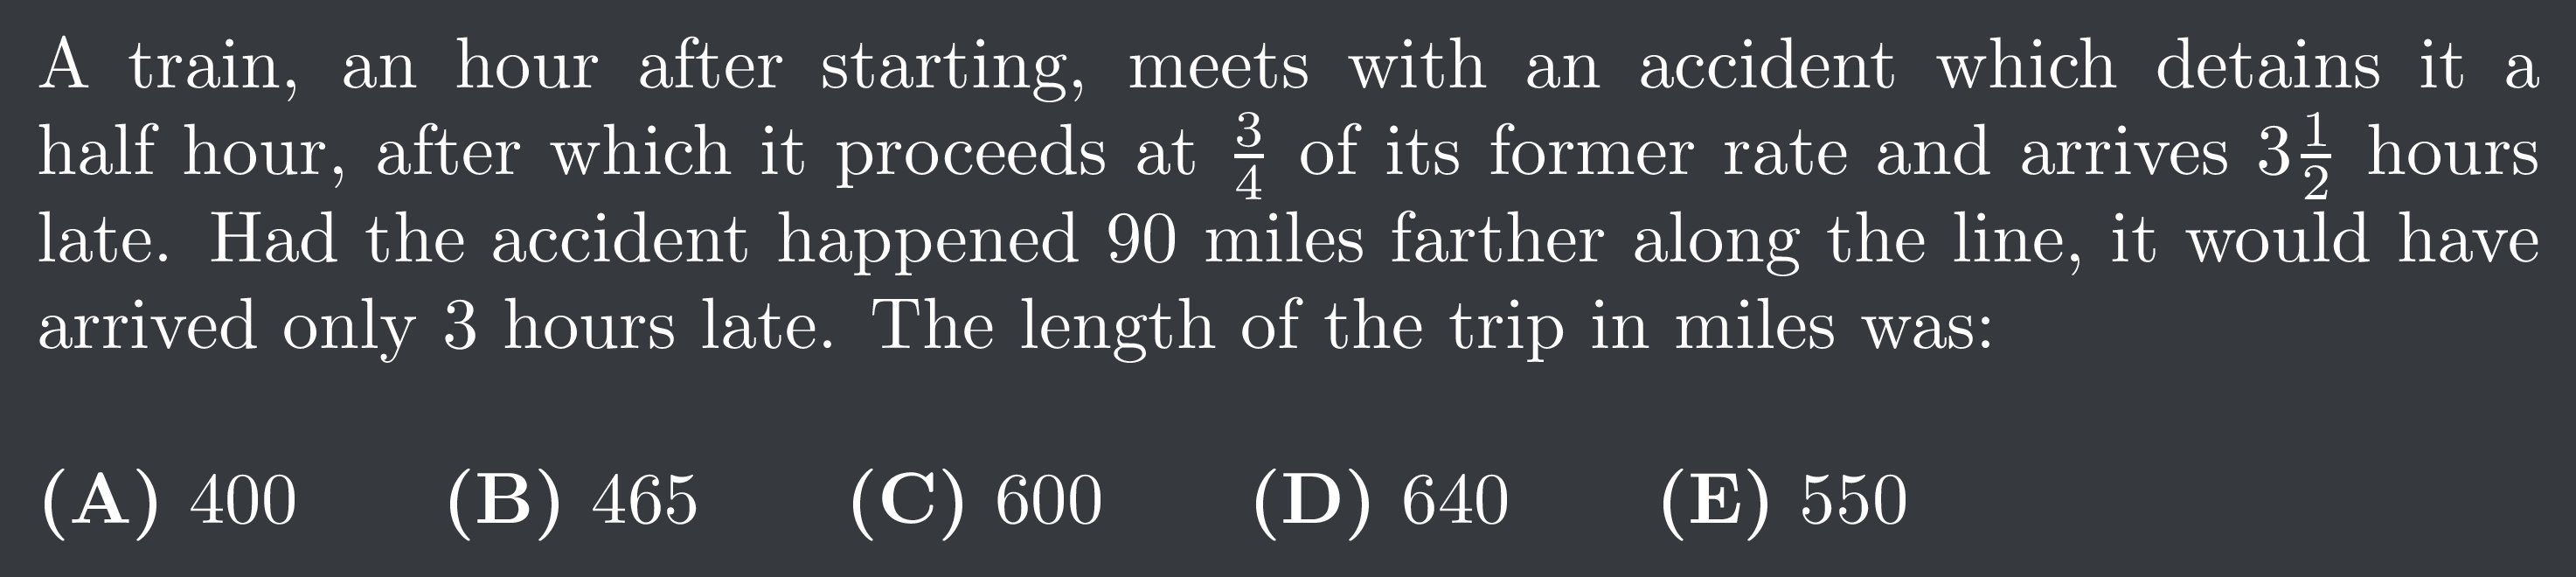 A train, an hour after starting, meets with an accident which detains it a
half hour, after which it proceeds at $\frac{3}{4}$ of its former rate and arrives $3\frac{1}{2}$ hours
late. Had the accident happened 90 miles farther along the line, it would have
arrived only 3 hours late. The length of the trip in miles was:
(A) 400 (B) 465 (C) 600 (D) 640 (E) 550